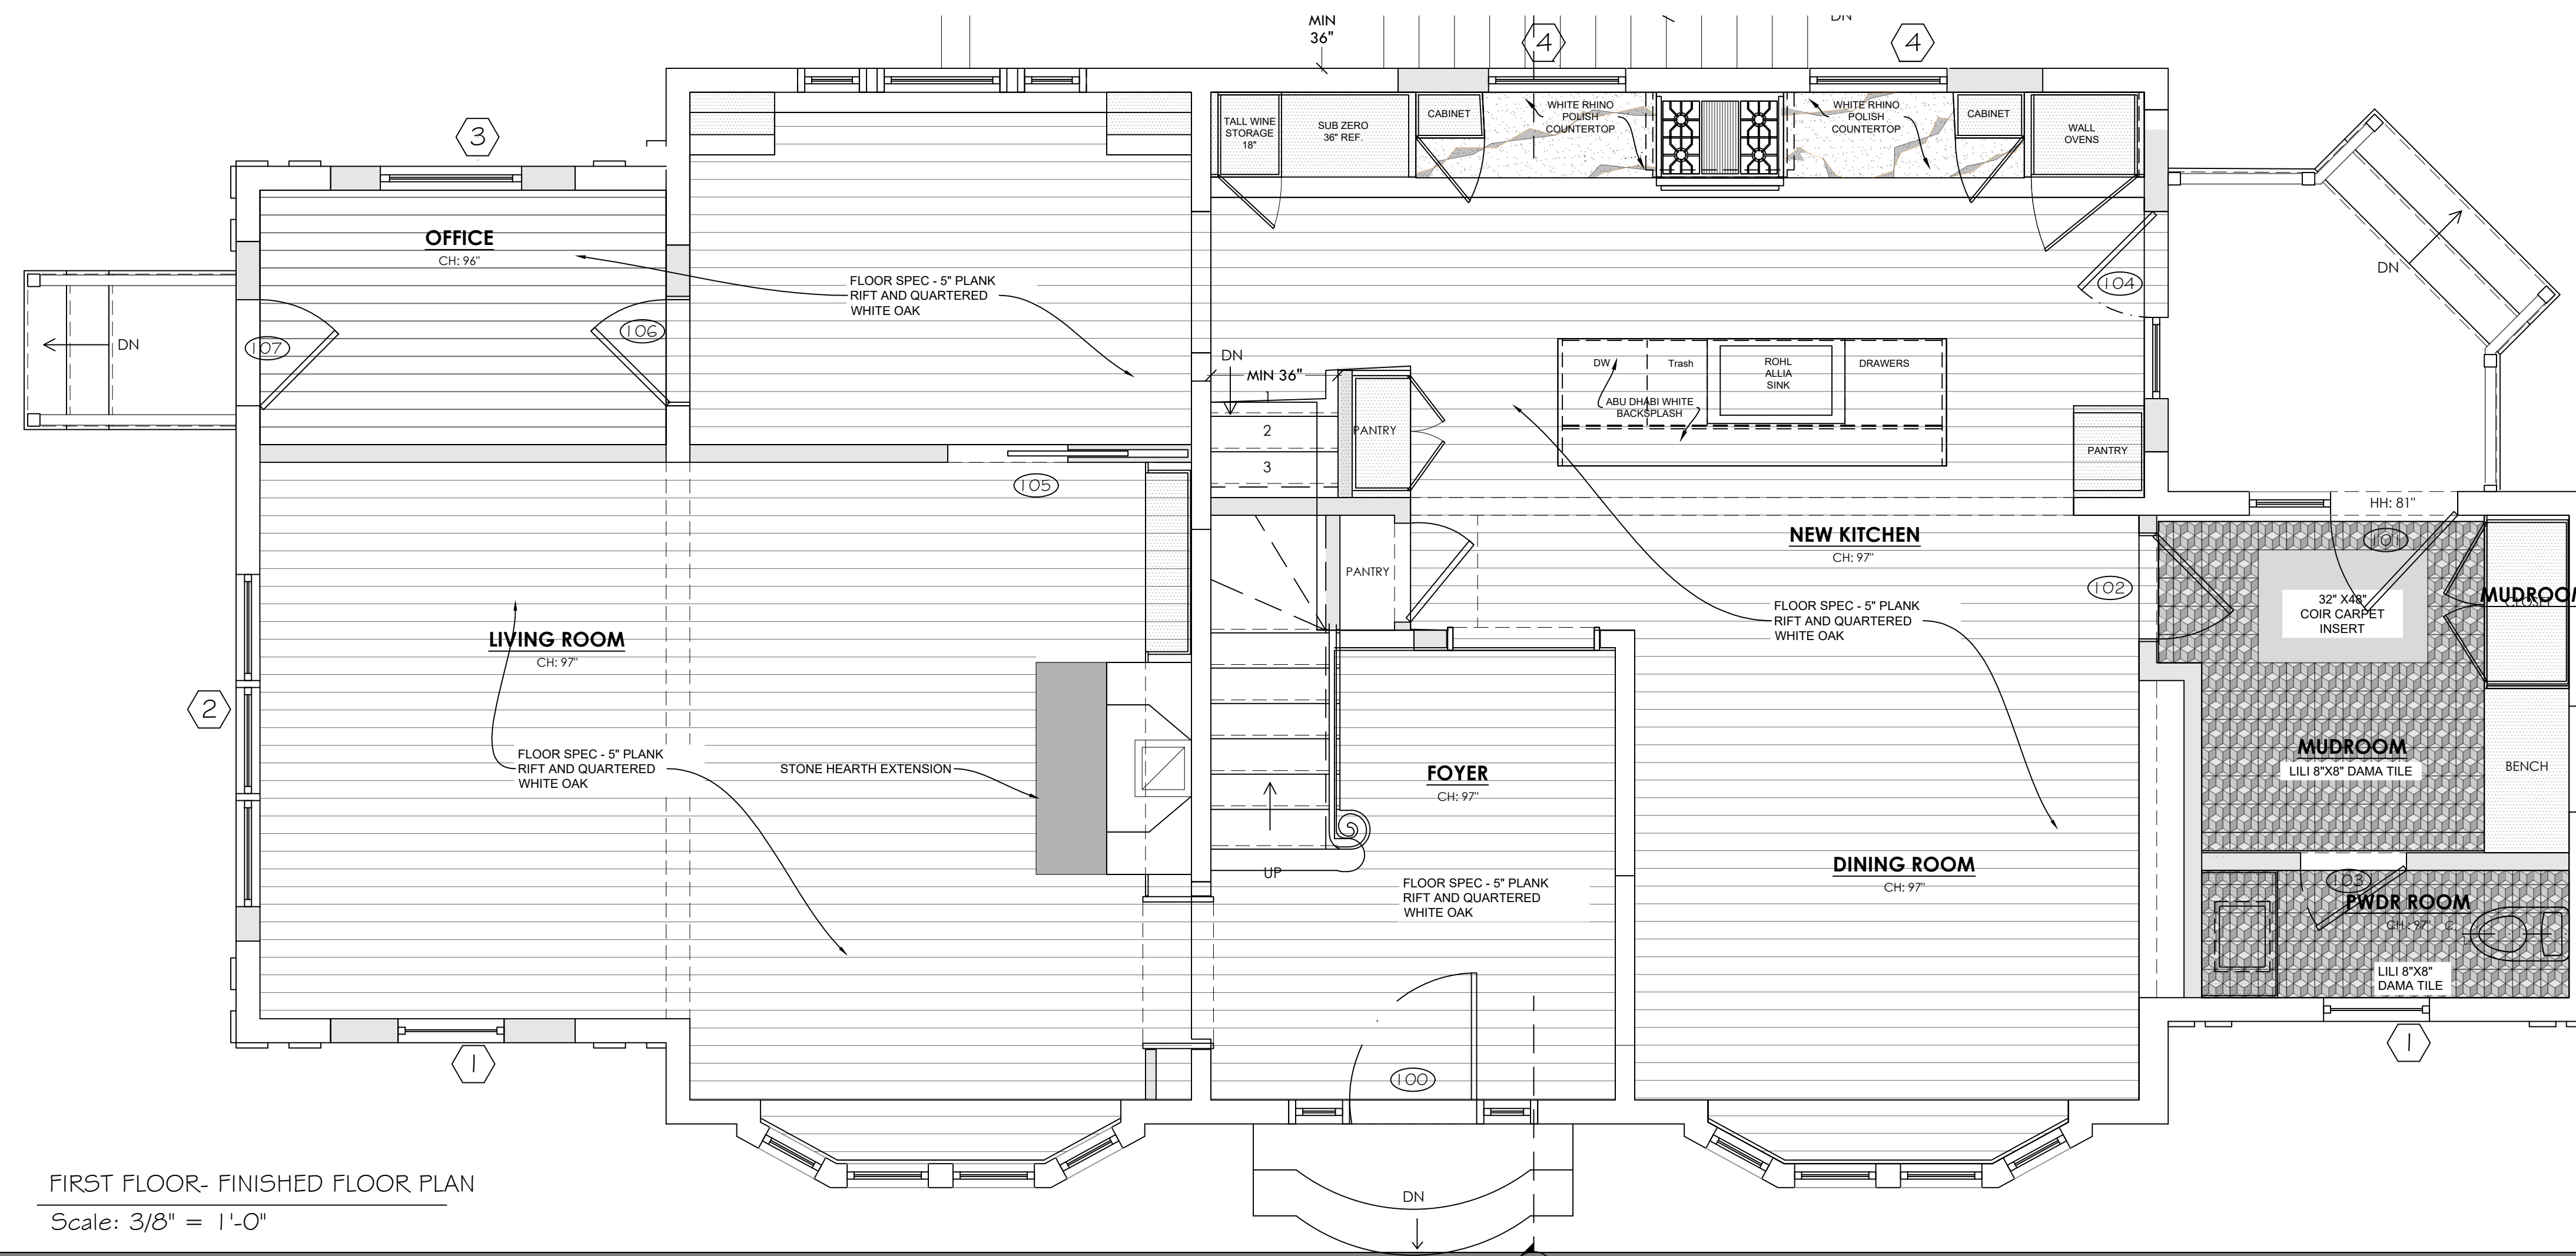 MIN
36"
DN
4
4
3
TALL WINE
STORAGE
18"
SUB ZERO
36" REF.
CABINET
WHITE RHINO
POLISH
COUNTERTOP
WHITE RHINO
POLISH
COUNTERTOP
CABINET
WALL
OVENS
OFFICE
CH: 96"
FLOOR SPEC - 5" PLANK
RIFT AND QUARTERED
WHITE OAK
DN
104
107
DN
106
DN
MIN 36"
1
2
3
PANTRY
DW
Trash
ROHL
ALLIA
SINK
DRAWERS
ABU DHABI WHITE
BACKSPLASH
PANTRY
105
HH: 81"
101
NEW KITCHEN
CH: 97"
PANTRY
102
32" X48"
COIR CARPET
INSERT
MUDROOM
CLOSET
FLOOR SPEC - 5" PLANK
RIFT AND QUARTERED
WHITE OAK
LIVING ROOM
CH: 97"
2
FLOOR SPEC - 5" PLANK
RIFT AND QUARTERED
WHITE OAK
STONE HEARTH EXTENSION
FOYER
CH: 97"
MUDROOM
LILI 8"X8" DAMA TILE
BENCH
UP
FLOOR SPEC - 5" PLANK
RIFT AND QUARTERED
WHITE OAK
DINING ROOM
CH: 97"
103
PWDR ROOM
CH: 97"
C
L
LILI 8"X8"
DAMA TILE
1
100
1
DN
FIRST FLOOR- FINISHED FLOOR PLAN
Scale: 3/8" = 1'-0"